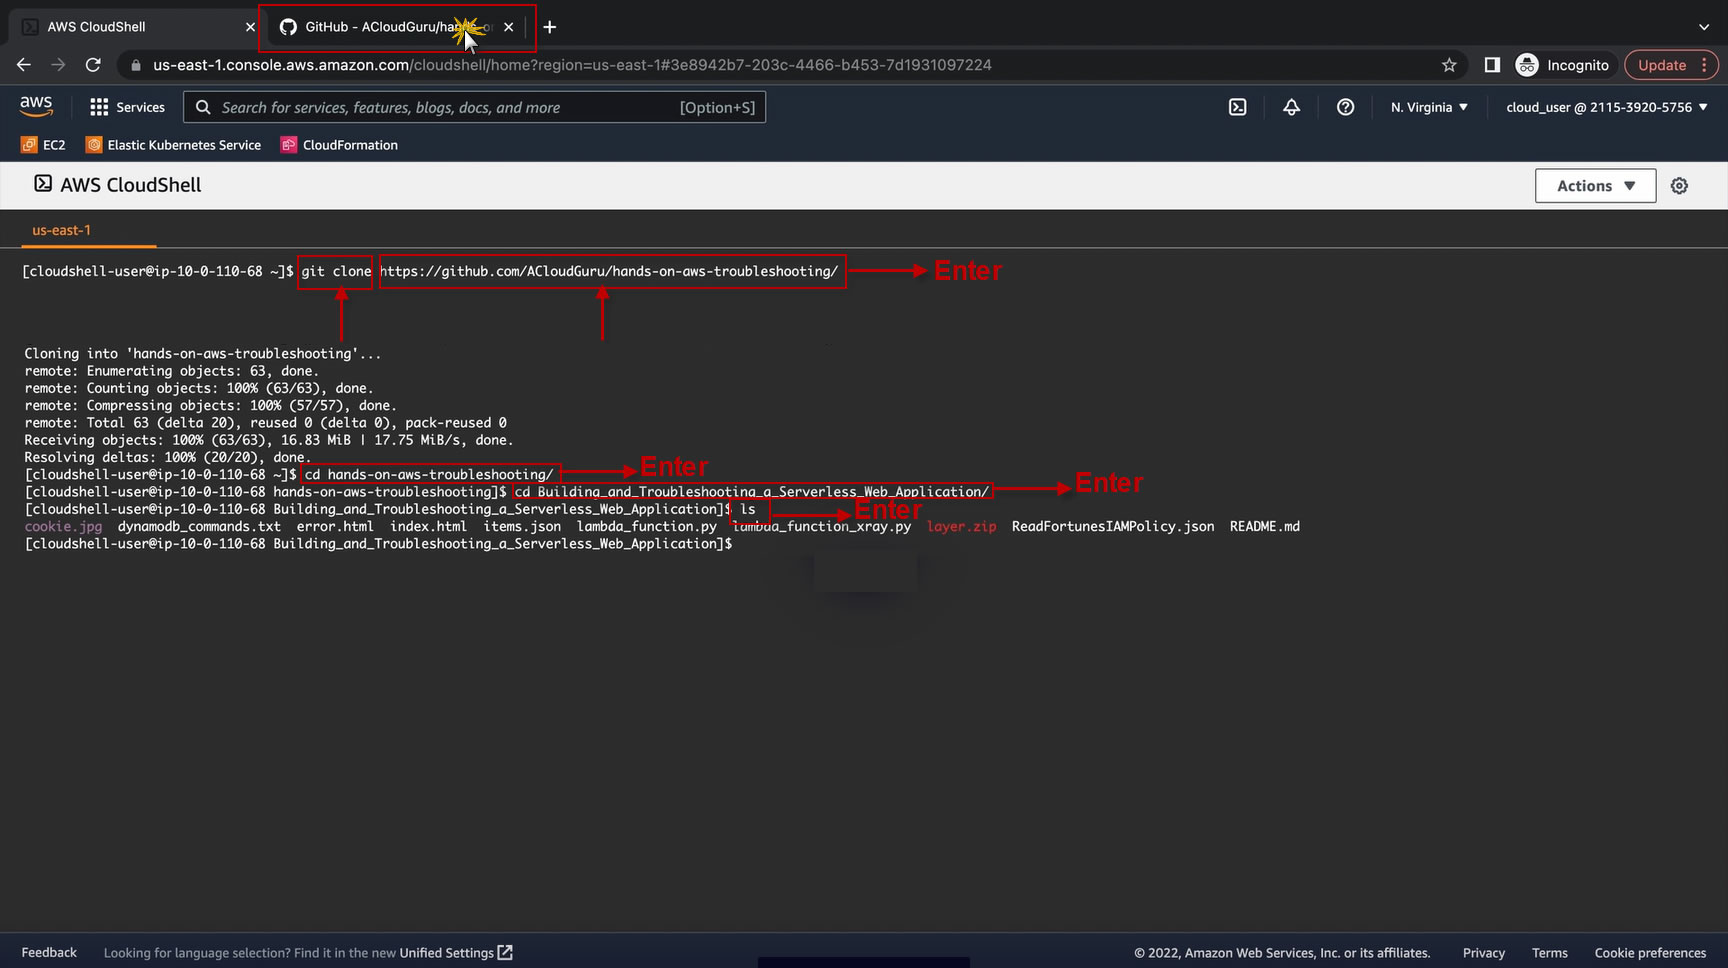 AWS CloudShell
GitHub - ACloudGuru/hands-on
us-east-1.console.aws.amazon.com/cloudshell/home?region=us-east-1#3e8942b7-203c-4466-b453-7d1931097224
Incognito
Update
aws
Services
Search for services, features, blogs, docs, and more
[Option+S]
N. Virginia
cloud_user @ 2115-3920-5756
EC2
Elastic Kubernetes Service
CloudFormation
AWS CloudShell
Actions
us-east-1
[cloudshell-user@ip-10-0-110-68 ~]$ git clone https://github.com/ACloudGuru/hands-on-aws-troubleshooting/
Enter
Cloning into 'hands-on-aws-troubleshooting'...
remote: Enumerating objects: 63, done.
remote: Counting objects: 100% (63/63), done.
remote: Compressing objects: 100% (57/57), done.
remote: Total 63 (delta 20), reused 0 (delta 0), pack-reused 0
Receiving objects: 100% (63/63), 16.83 MiB | 17.75 MiB/s, done.
Resolving deltas: 100% (20/20), done.
[cloudshell-user@ip-10-0-110-68 ~]$ cd hands-on-aws-troubleshooting/
Enter
[cloudshell-user@ip-10-0-110-68 hands-on-aws-troubleshooting]$ cd Building_and_Troubleshooting_a_Serverless_Web_Application/
Enter
[cloudshell-user@ip-10-0-110-68 Building_and_Troubleshooting_a_Serverless_Web_Application]$ ls
Enter
cookie.jpg dynamodb_commands.txt error.html index.html items.json lambda_function.py lambda_function_xray.py layer.zip ReadFortunesIAMPolicy.json README.md
[cloudshell-user@ip-10-0-110-68 Building_and_Troubleshooting_a_Serverless_Web_Application]$
Feedback
Looking for language selection? Find it in the new Unified Settings
© 2022, Amazon Web Services, Inc. or its affiliates.
Privacy
Terms
Cookie preferences